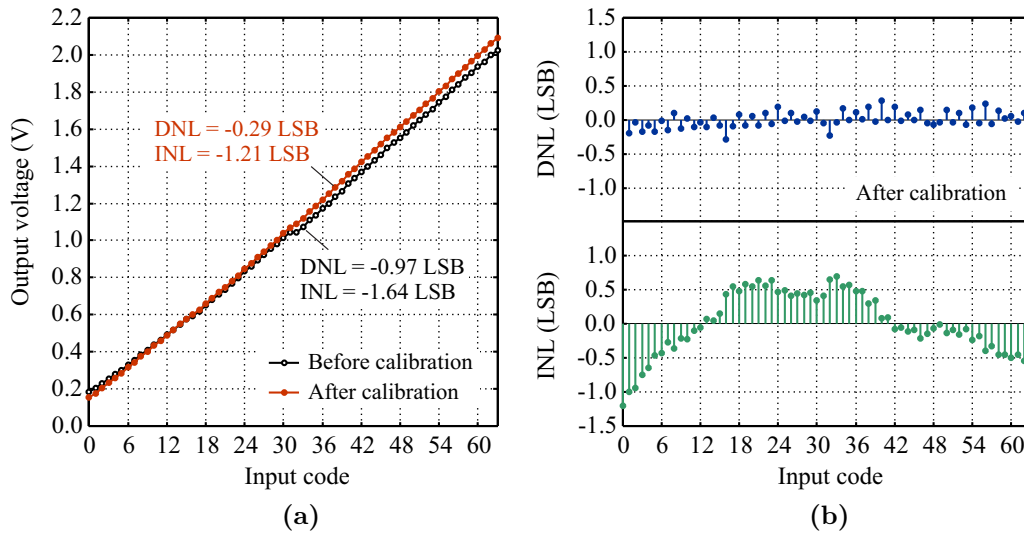 2.2
2.0
1.8
1.6
1.4
1.2
1.0
0.8
0.6
0.4
0.2
0.0
Output voltage (V)
DNL = -0.29 LSB
INL = -1.21 LSB
DNL = -0.97 LSB
INL = -1.64 LSB
Before calibration
After calibration
0 6 12 18 24 30 36 42 48 54 60
Input code
(a)
1.5
1.0
0.5
0.0
-0.5
-1.0
DNL (LSB)
After calibration
1.0
0.5
0.0
-0.5
-1.0
-1.5
INL (LSB)
0 12 24 36 48 60
Input code
(b)